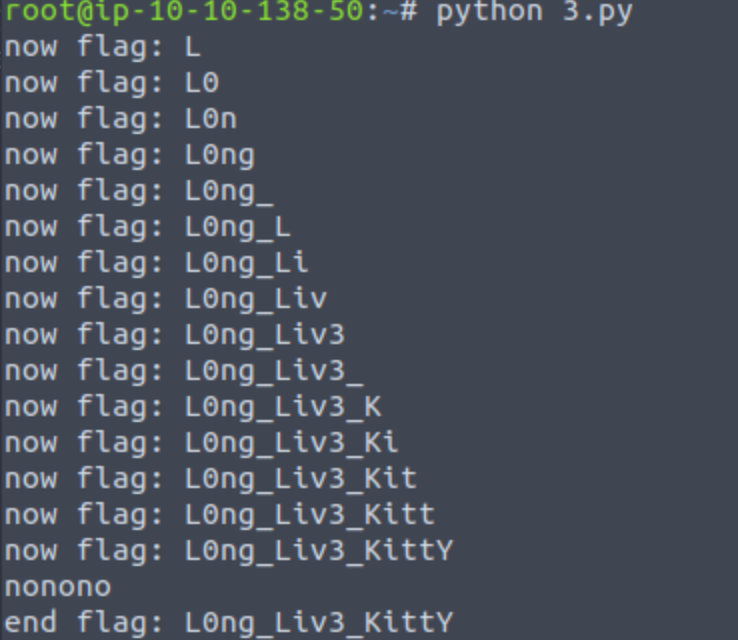 root@ip-10-10-138-50:~# python 3.py
now flag: L
now flag: L0
now flag: L0n
now flag: L0ng
now flag: L0ng_
now flag: L0ng_L
now flag: L0ng_Li
now flag: L0ng_Liv
now flag: L0ng_Liv3
now flag: L0ng_Liv3_
now flag: L0ng_Liv3_K
now flag: L0ng_Liv3_Ki
now flag: L0ng_Liv3_Kit
now flag: L0ng_Liv3_Kitt
now flag: L0ng_Liv3_KittY
nonono
end flag: L0ng_Liv3_KittY